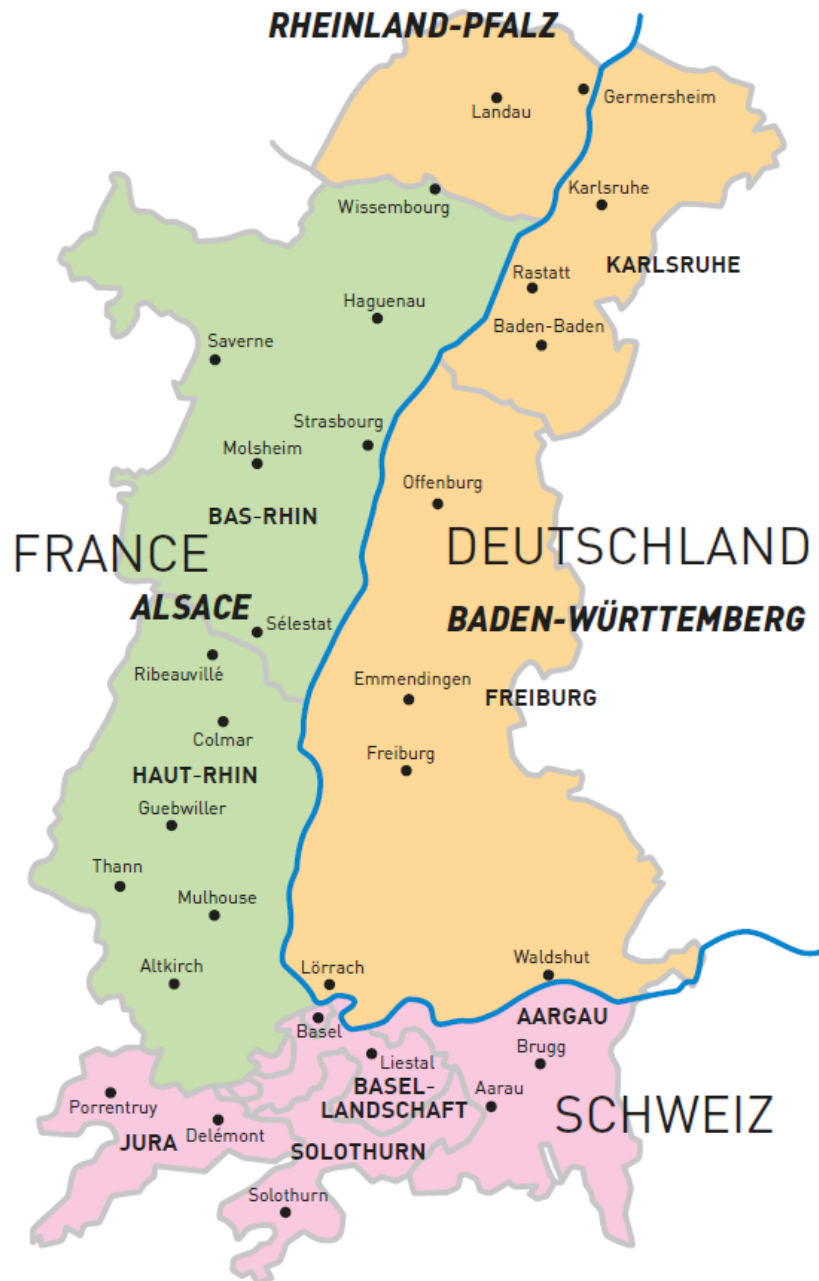 RHEINLAND-PFALZ
Germersheim
Landau
Karlsruhe
Wissembourg
KARLSRUHE
Rastatt
Haguenau
Baden-Baden
Saverne
Strasbourg
Molsheim
Offenburg
BAS-RHIN
FRANCE
DEUTSCHLAND
ALSACE
BADEN-WÜRTTEMBERG
Sélestat
Ribeauvillé
Emmendingen
FREIBURG
Colmar
Freiburg
HAUT-RHIN
Guebwiller
Thann
Mulhouse
Altkirch
Lörrach
Waldshut
AARGAU
Basel
Brugg
Liestal
BASEL-
LANDSCHAFT
Aarau
Porrentruy
SCHWEIZ
Delémont
JURA
SOLOTHURN
Solothurn